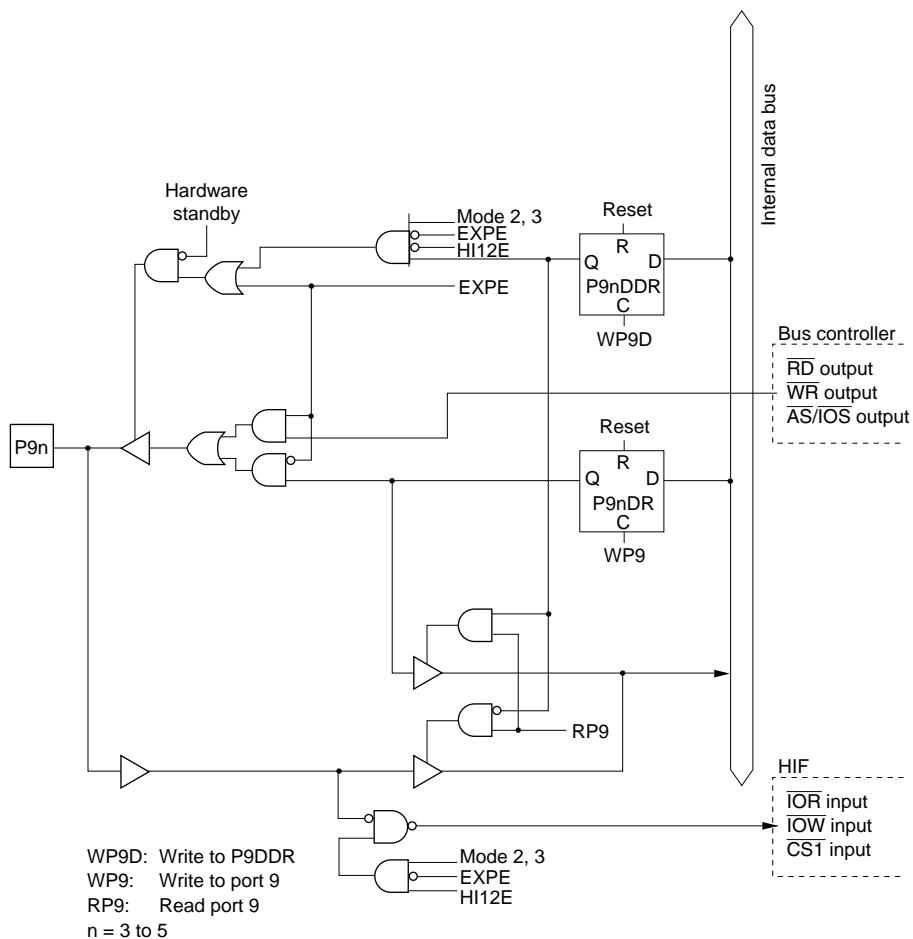 Internal data bus
Hardware
standby
Mode 2, 3
EXPE
HI12E
EXPE
Reset
R
Q D
P9nDDR
C
WP9D
Bus controller
RD output
WR output
AS/IOS output
P9n
Reset
R
Q D
P9nDR
C
WP9
RP9
HIF
IOR input
IOW input
CS1 input
Mode 2, 3
EXPE
HI12E
WP9D: Write to P9DDR
WP9: Write to port 9
RP9: Read port 9
n = 3 to 5